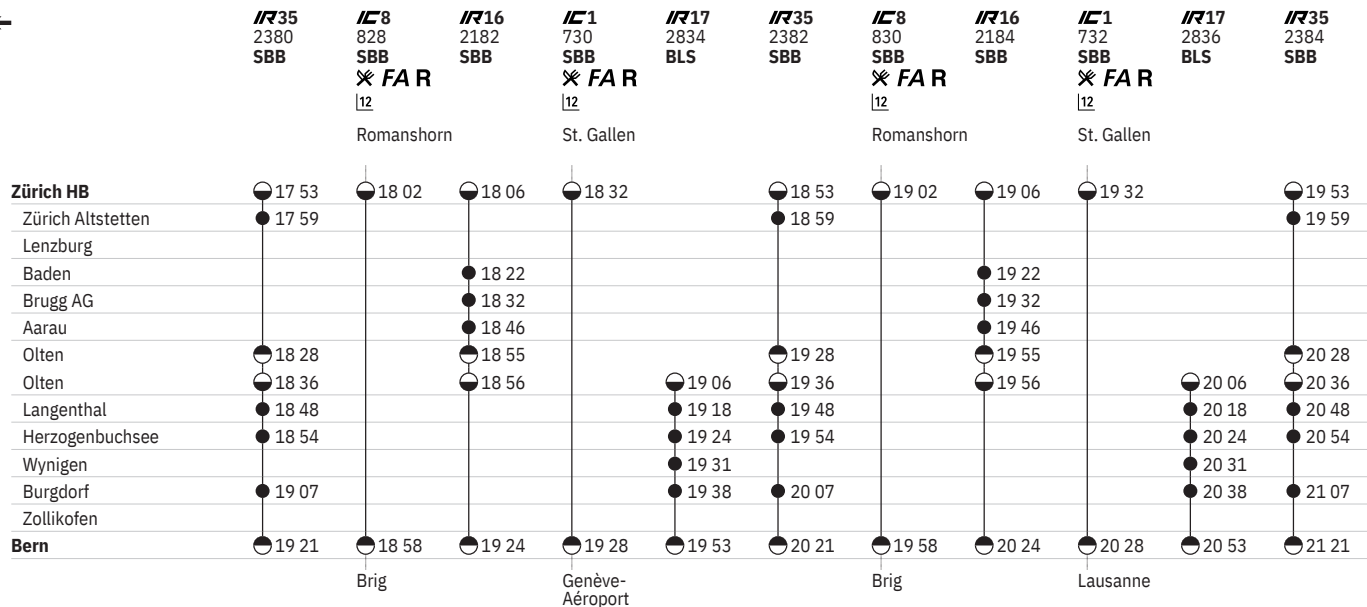 IR35 IC8 IR16 IC1 IR17 IR35 IC8 IR16 IC1 IR17 IR35
2380 828 2182 730 2834 2382 830 2184 732 2836 2384
SBB SBB SBB SBB BLS SBB SBB SBB SBB BLS SBB
FA R FA R FA R FA R
12 12 12 12
Romanshorn St. Gallen Romanshorn St. Gallen
Zürich HB 17 53 18 02 18 06 18 32 18 53 19 02 19 06 19 32 19 53
Zürich Altstetten 17 59 18 59 19 59
Lenzburg
Baden 18 22 19 22
Brugg AG 18 32 19 32
Aarau 18 46 19 46
Olten 18 28 18 55 19 28 19 55 20 28
Olten 18 36 18 56 19 06 19 36 19 56 20 06 20 36
Langenthal 18 48 19 18 19 48 20 18 20 48
Herzogenbuchsee 18 54 19 24 19 54 20 24 20 54
Wynigen 19 31 20 31
Burgdorf 19 07 19 38 20 07 20 38 21 07
Zollikofen
Bern 19 21 18 58 19 24 19 28 19 53 20 21 19 58 20 24 20 28 20 53 21 21
Brig Genève- Brig Lausanne
Aéroport